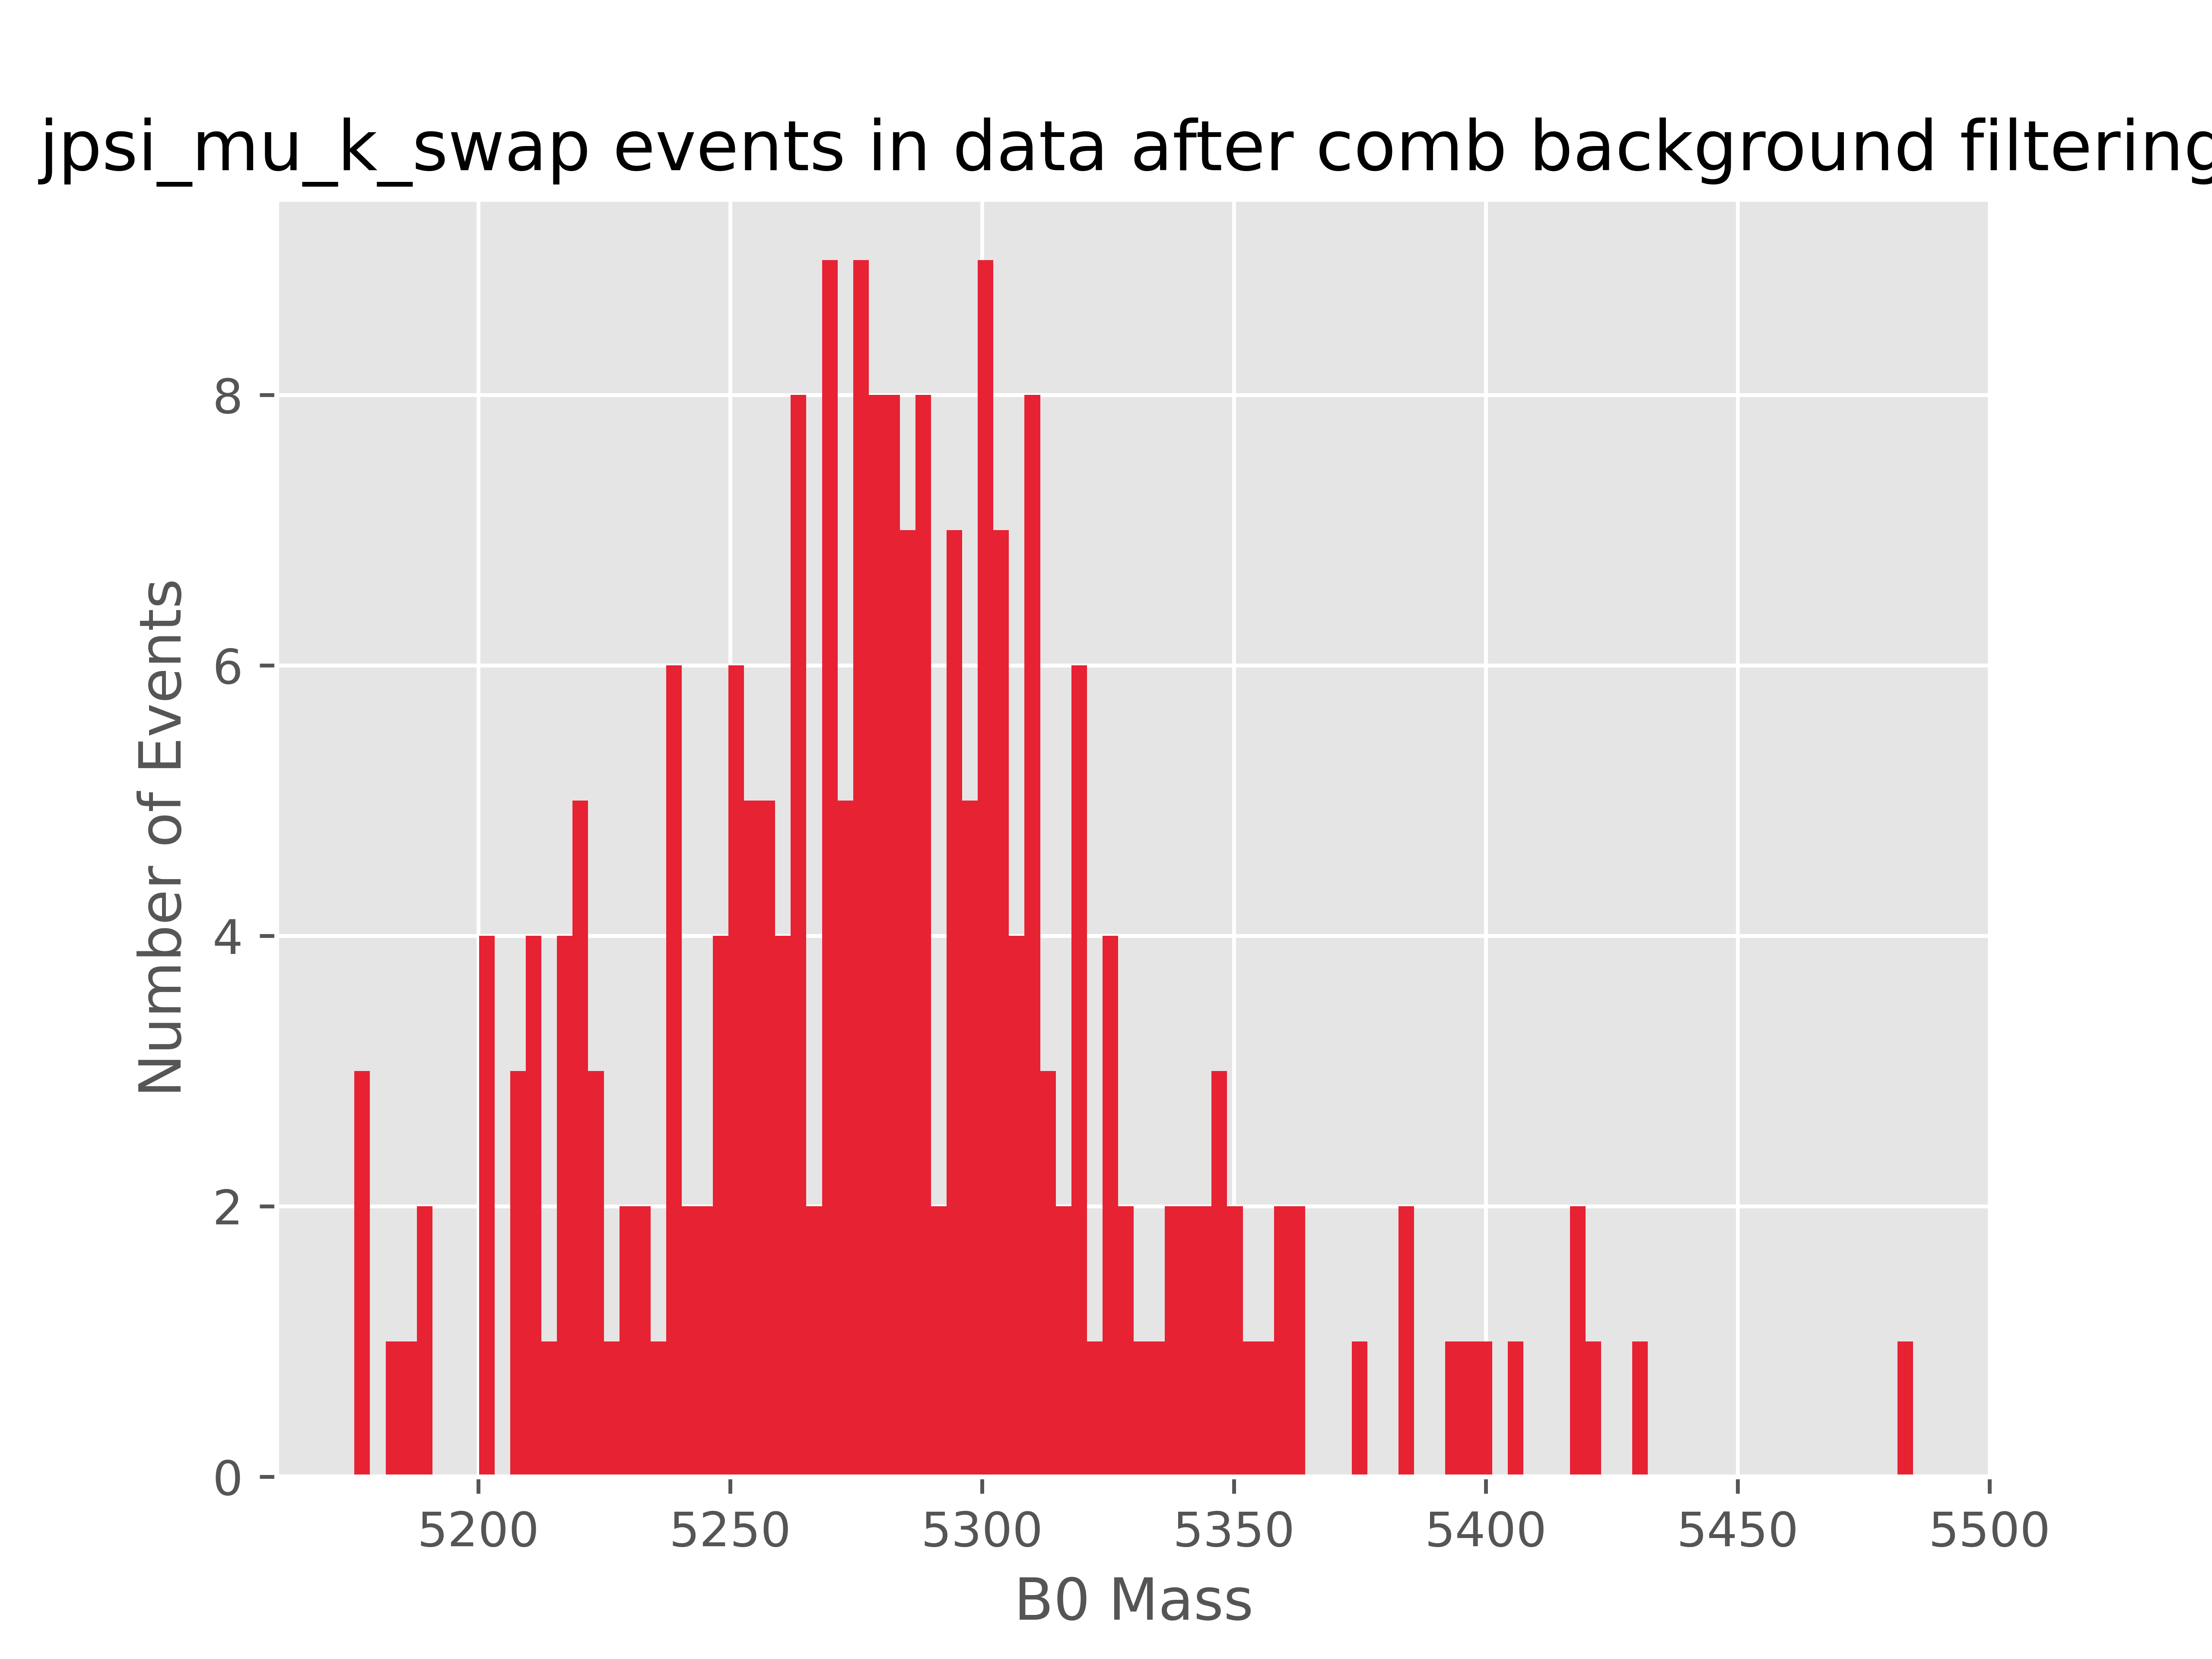 jpsi_mu_k_swap events in data after comb background filtering
Number of Events
8
6
4
2
0
5200 5250 5300 5350 5400 5450 5500
B0 Mass